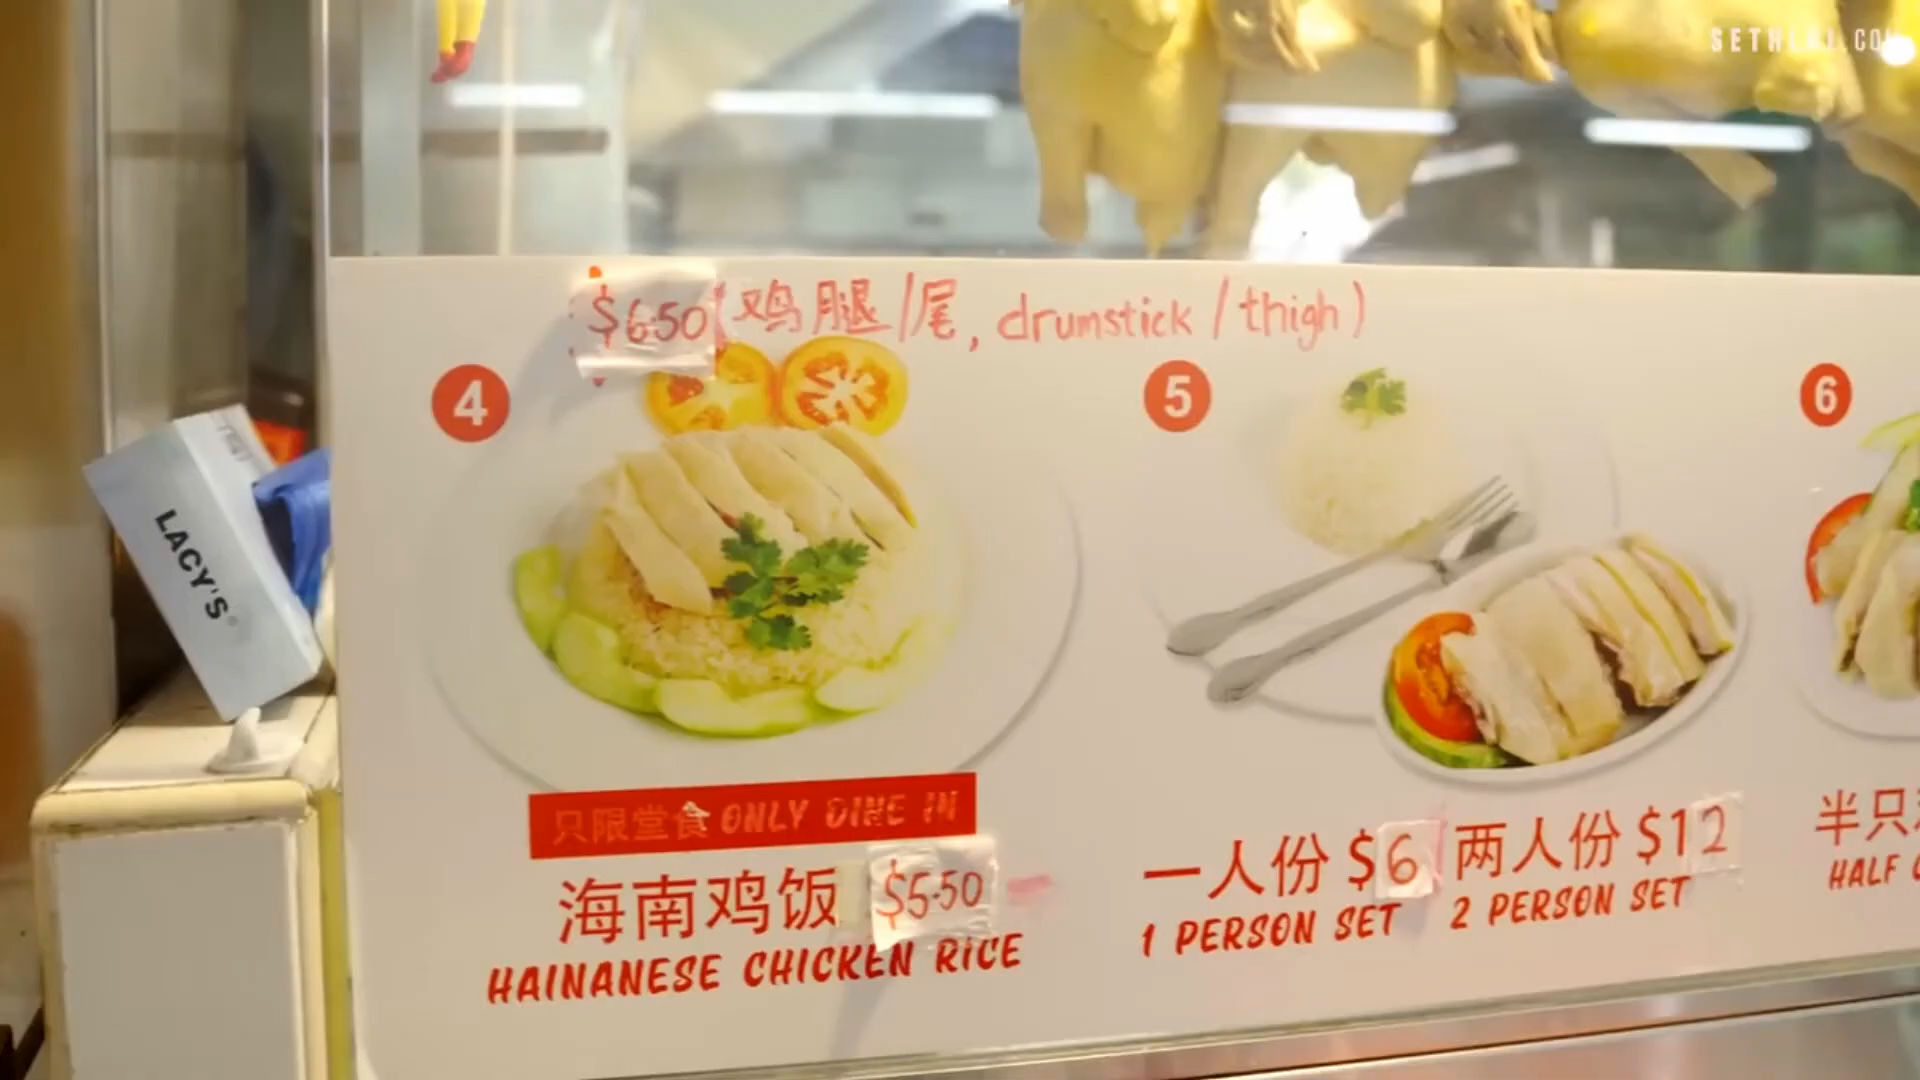 $6.50 (鸡腿/尾, drumstick/thigh)
4
5
6
LACY'S
只限堂食 ONLY DINE IN
海南鸡饭 $5.50
HAINANESE CHICKEN RICE
一人份 $6 两人份 $12
1 PERSON SET 2 PERSON SET
半只
HALF